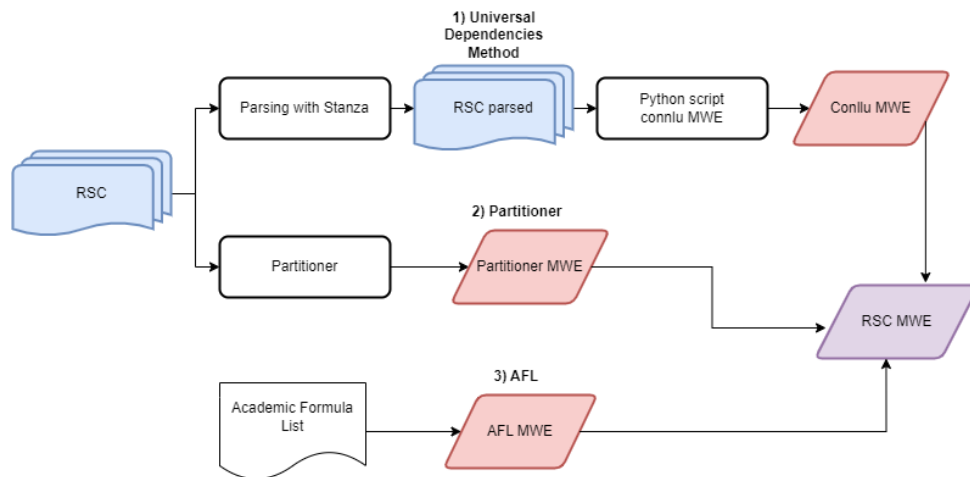 1) Universal
Dependencies
Method
Parsing with Stanza
RSC parsed
Python script
connlu MWE
Conllu MWE
RSC
2) Partitioner
Partitioner
Partitioner MWE
RSC MWE
3) AFL
Academic Formula
List
AFL MWE